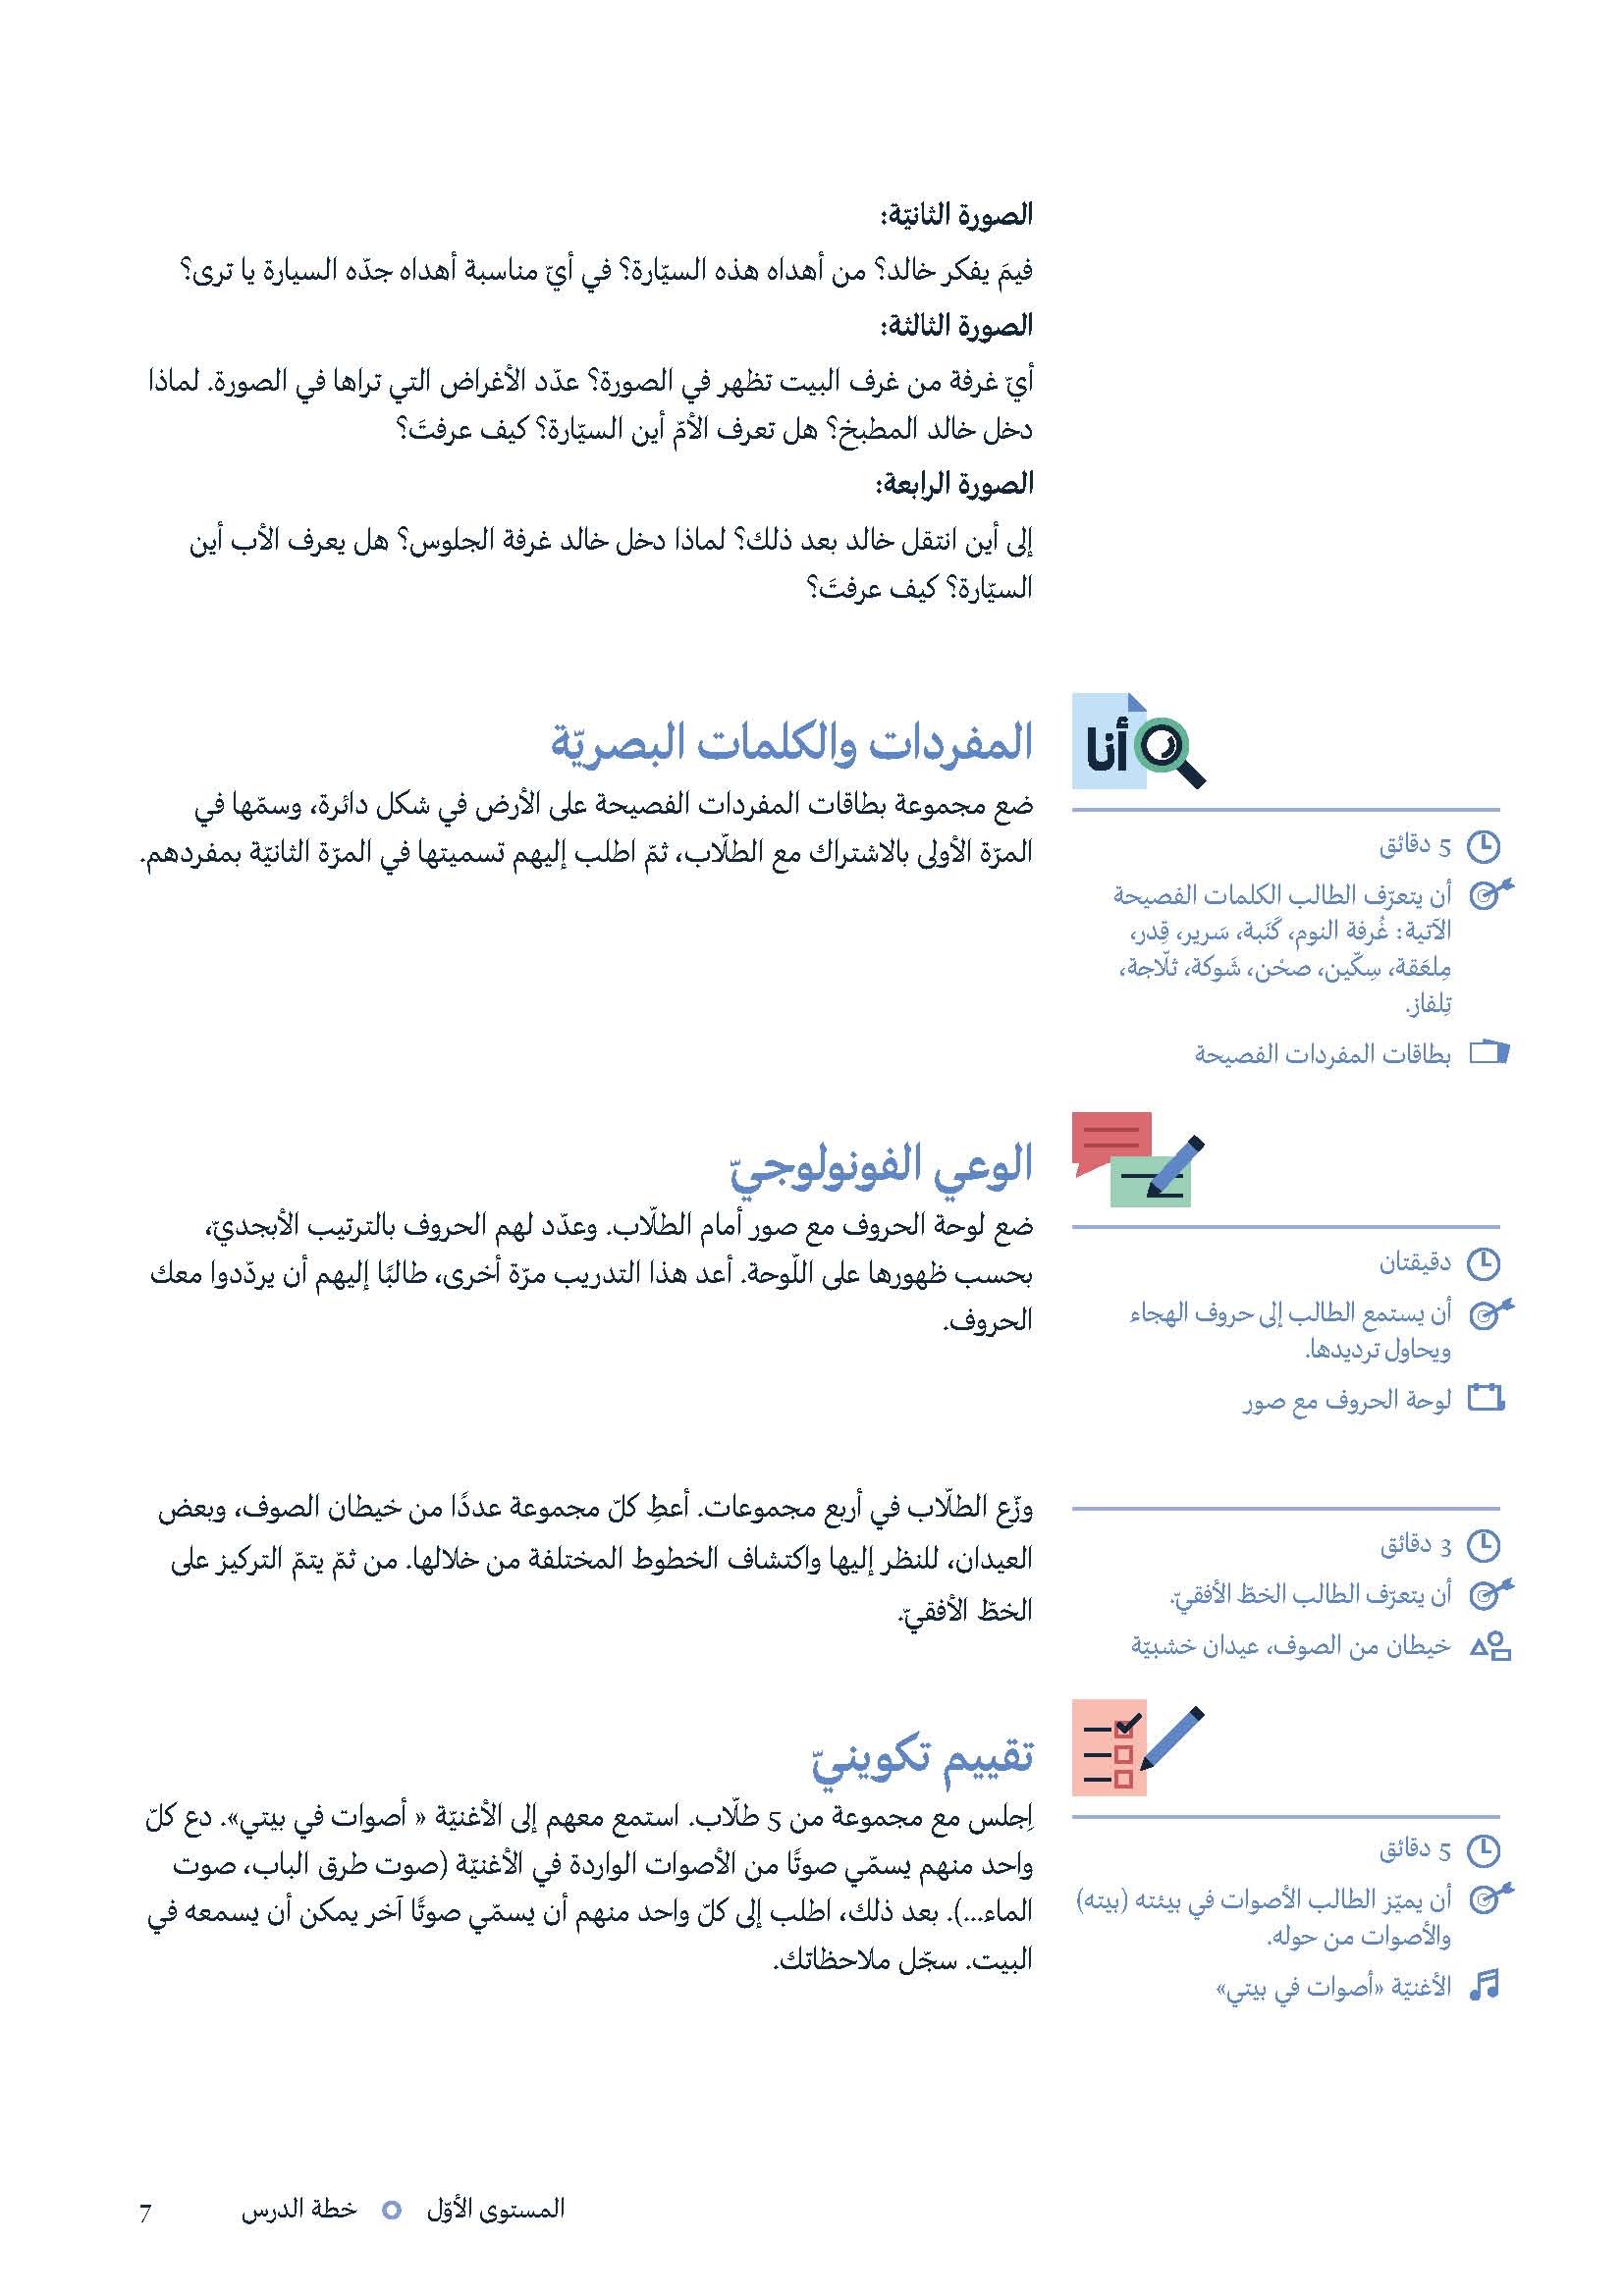 الصورة الثانيّة:
فيمَ يفكر خالد؟ من أهداه هذه السيّارة؟ في أيّ مناسبة أهداه جدّه السيارة يا ترى؟
الصورة الثالثة:
أيّ غرفة من غرف البيت تظهر في الصورة؟ عدّد الأغراض التي تراها في الصورة. لماذا
دخل خالد المطبخ؟ هل تعرف الأمّ أين السيّارة؟ كيف عرفتَ؟
الصورة الرابعة:
إلى أين انتقل خالد بعد ذلك؟ لماذا دخل خالد غرفة الجلوس؟ هل يعرف الأب أين
السيّارة؟ كيف عرفتَ؟
أنا
المفردات والكلمات البصريّة
ضع مجموعة بطاقات المفردات الفصيحة على الأرض في شكل دائرة، وسمّها في
المرّة الأولى بالاشتراك مع الطلّاب، ثمّ اطلب إليهم تسميتها في المرّة الثانيّة بمفردهم.
5 دقائق
أن يتعرّف الطالب الكلمات الفصيحة
الآتية: غُرفة النوم، كَنَبة، سَرير، قِدر،
مِلعَقة، سِكّين، صحْن، شَوكة، ثلّاجة،
تِلفاز.
بطاقات المفردات الفصيحة
الوعي الفونولوجيّ
ضع لوحة الحروف مع صور أمام الطلّاب. وعدّد لهم الحروف بالترتيب الأبجديّ،
بحسب ظهورها على اللّوحة. أعد هذا التدريب مرّة أخرى، طالبًا إليهم أن يردّدوا معك
الحروف.
دقيقتان
أن يستمع الطالب إلى حروف الهجاء
ويحاول ترديدها.
لوحة الحروف مع صور
وزّع الطلّاب في أربع مجموعات. أعطِ كلّ مجموعة عددًا من خيطان الصوف، وبعض
العيدان، للنظر إليها واكتشاف الخطوط المختلفة من خلالها. من ثمّ يتمّ التركيز على
الخطّ الأفقيّ.
3 دقائق
أن يتعرّف الطالب الخطّ الأفقيّ.
خيطان من الصوف، عيدان خشبيّة
تقييم تكوينيّ
اِجلس مع مجموعة من 5 طلّاب. استمع معهم إلى الأغنيّة « أصوات في بيتي». دع كلّ
واحد منهم يسمّي صوتًا من الأصوات الواردة في الأغنيّة (صوت طرق الباب، صوت
الماء...). بعد ذلك، اطلب إلى كلّ واحد منهم أن يسمّي صوتًا آخر يمكن أن يسمعه في
البيت. سجّل ملاحظاتك.
5 دقائق
أن يميّز الطالب الأصوات في بيئته (بيته)
والأصوات من حوله.
الأغنيّة «أصوات في بيتي»
المستوى الأوّل خطة الدرس 7